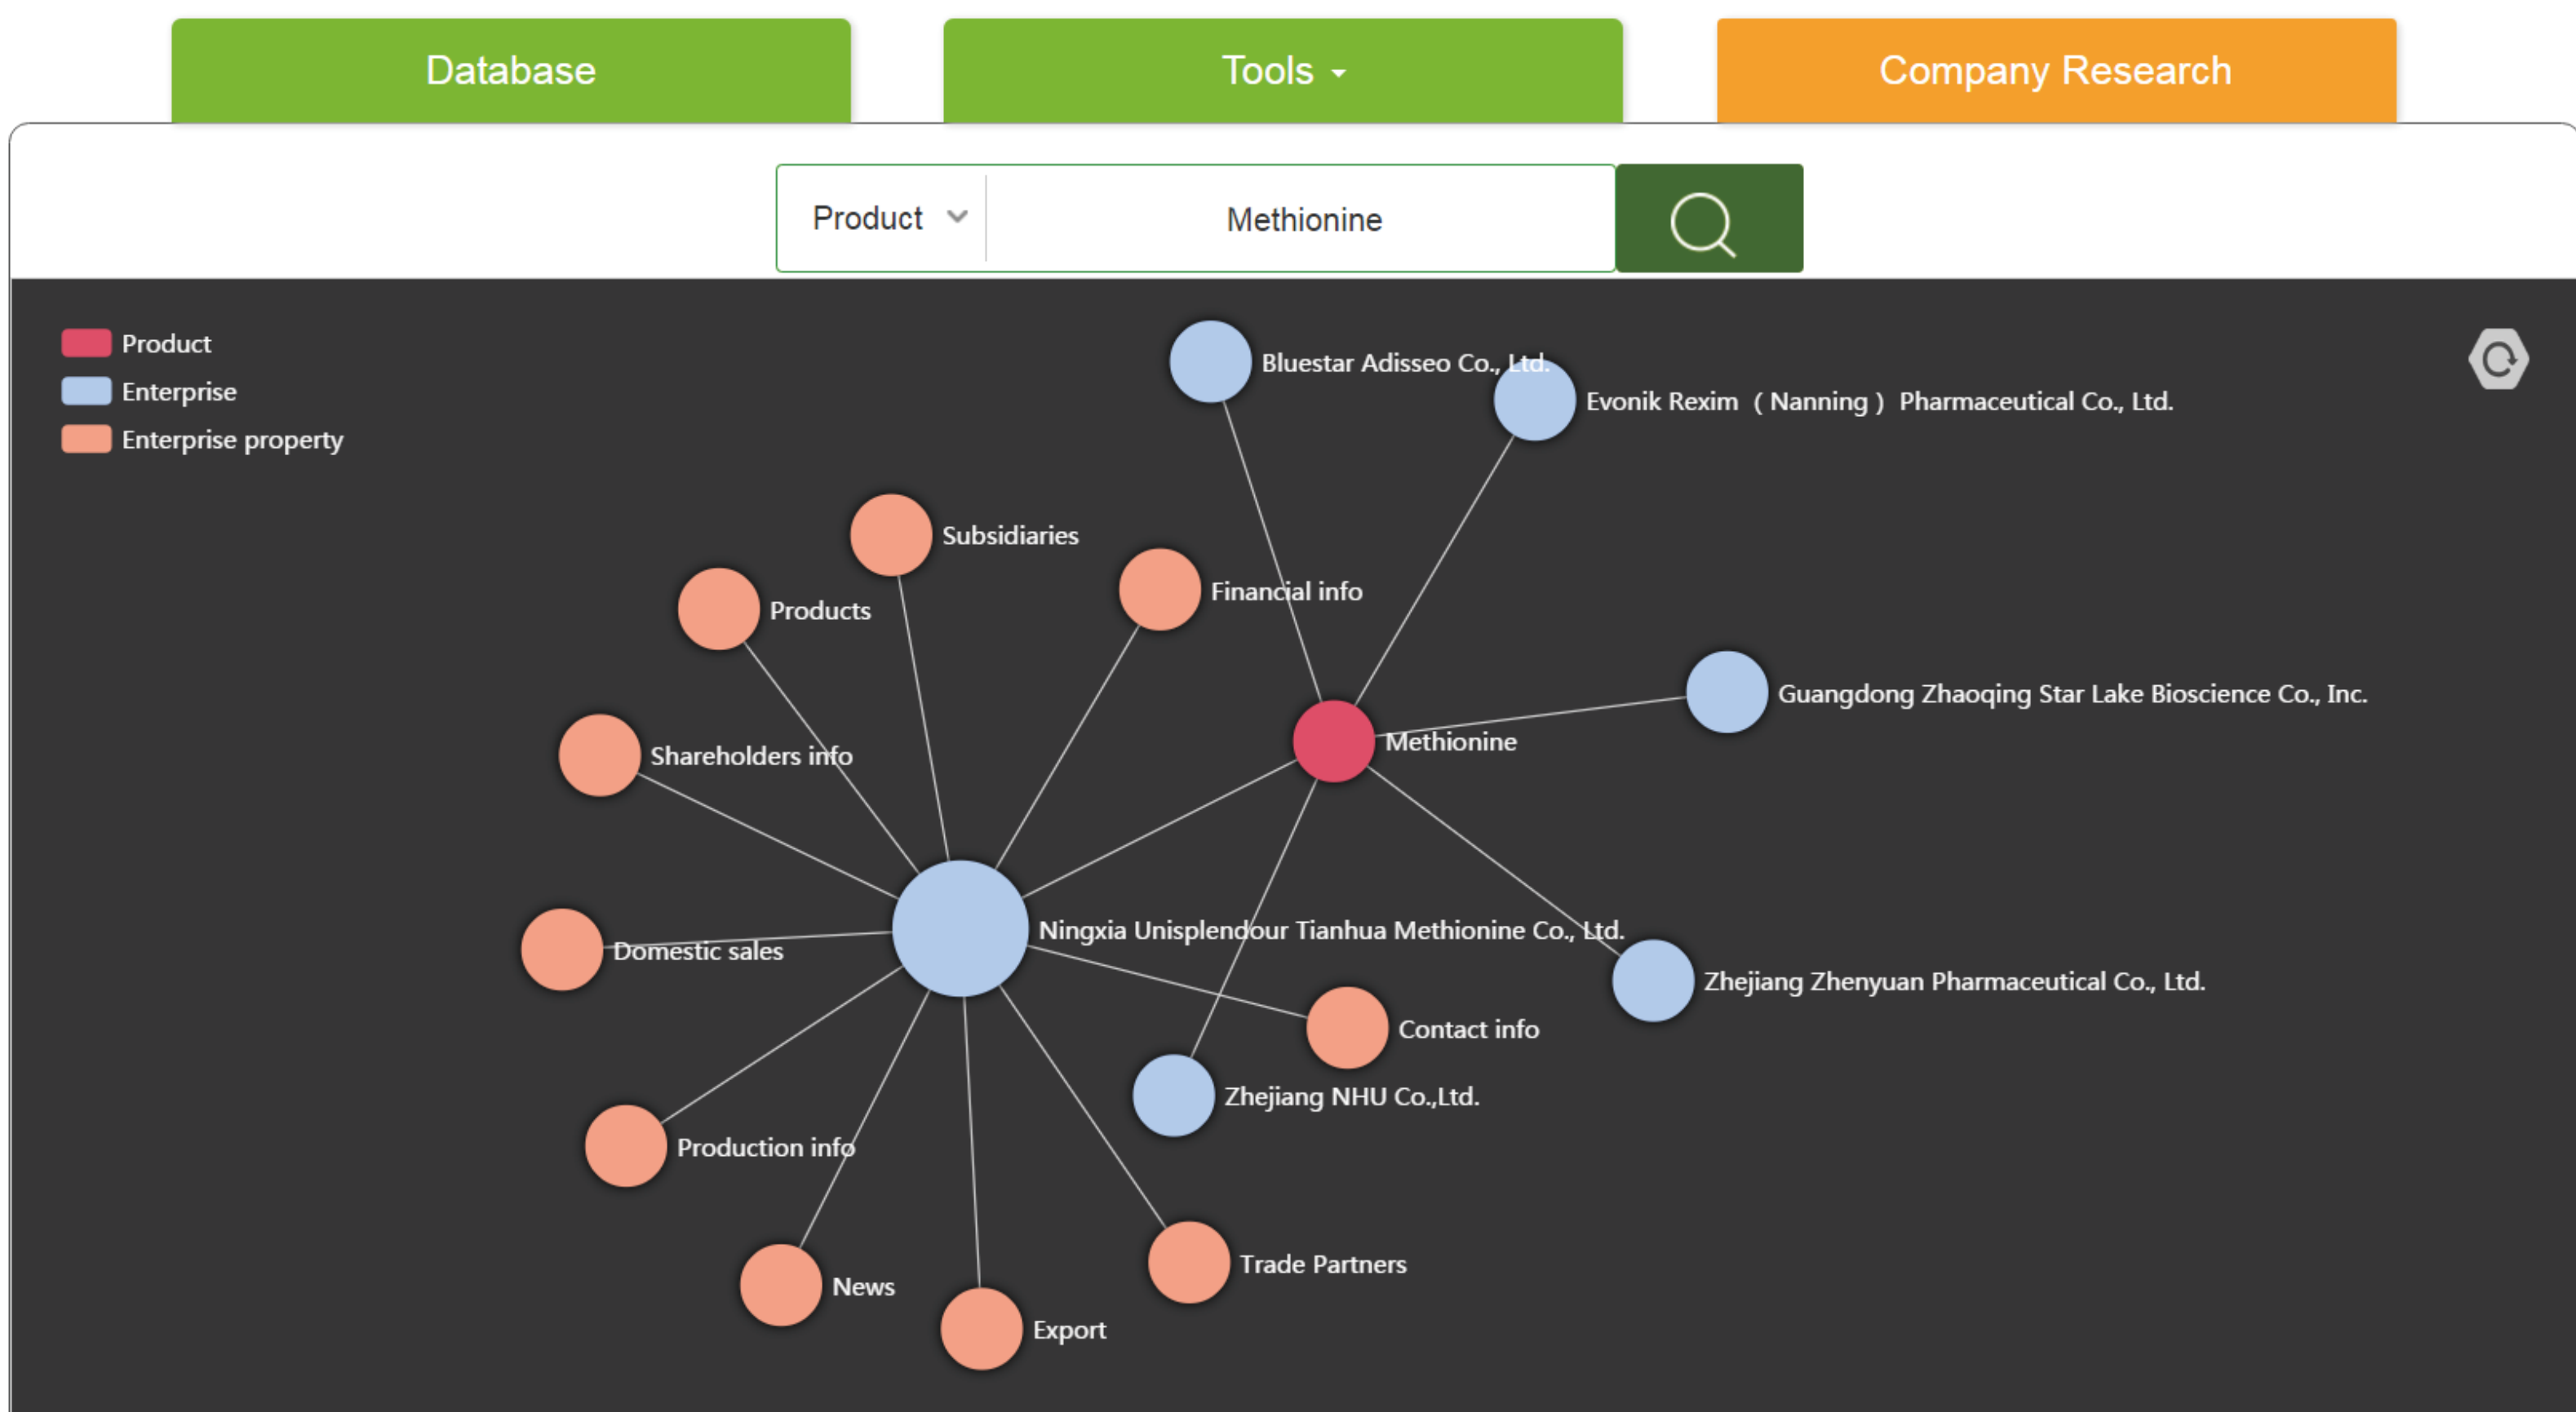 Database
Tools
Company Research
Product
Methionine
Product
Enterprise
Enterprise property
Bluestar Adisseo Co., Ltd.
Evonik Rexim （Nanning） Pharmaceutical Co., Ltd.
Subsidiaries
Financial info
Products
Guangdong Zhaoqing Star Lake Bioscience Co., Inc.
Methionine
Shareholders info
Ningxia Unisplendour Tianhua Methionine Co., Ltd.
Domestic sales
Zhejiang Zhenyuan Pharmaceutical Co., Ltd.
Contact info
Zhejiang NHU Co.,Ltd.
Production info
Trade Partners
News
Export